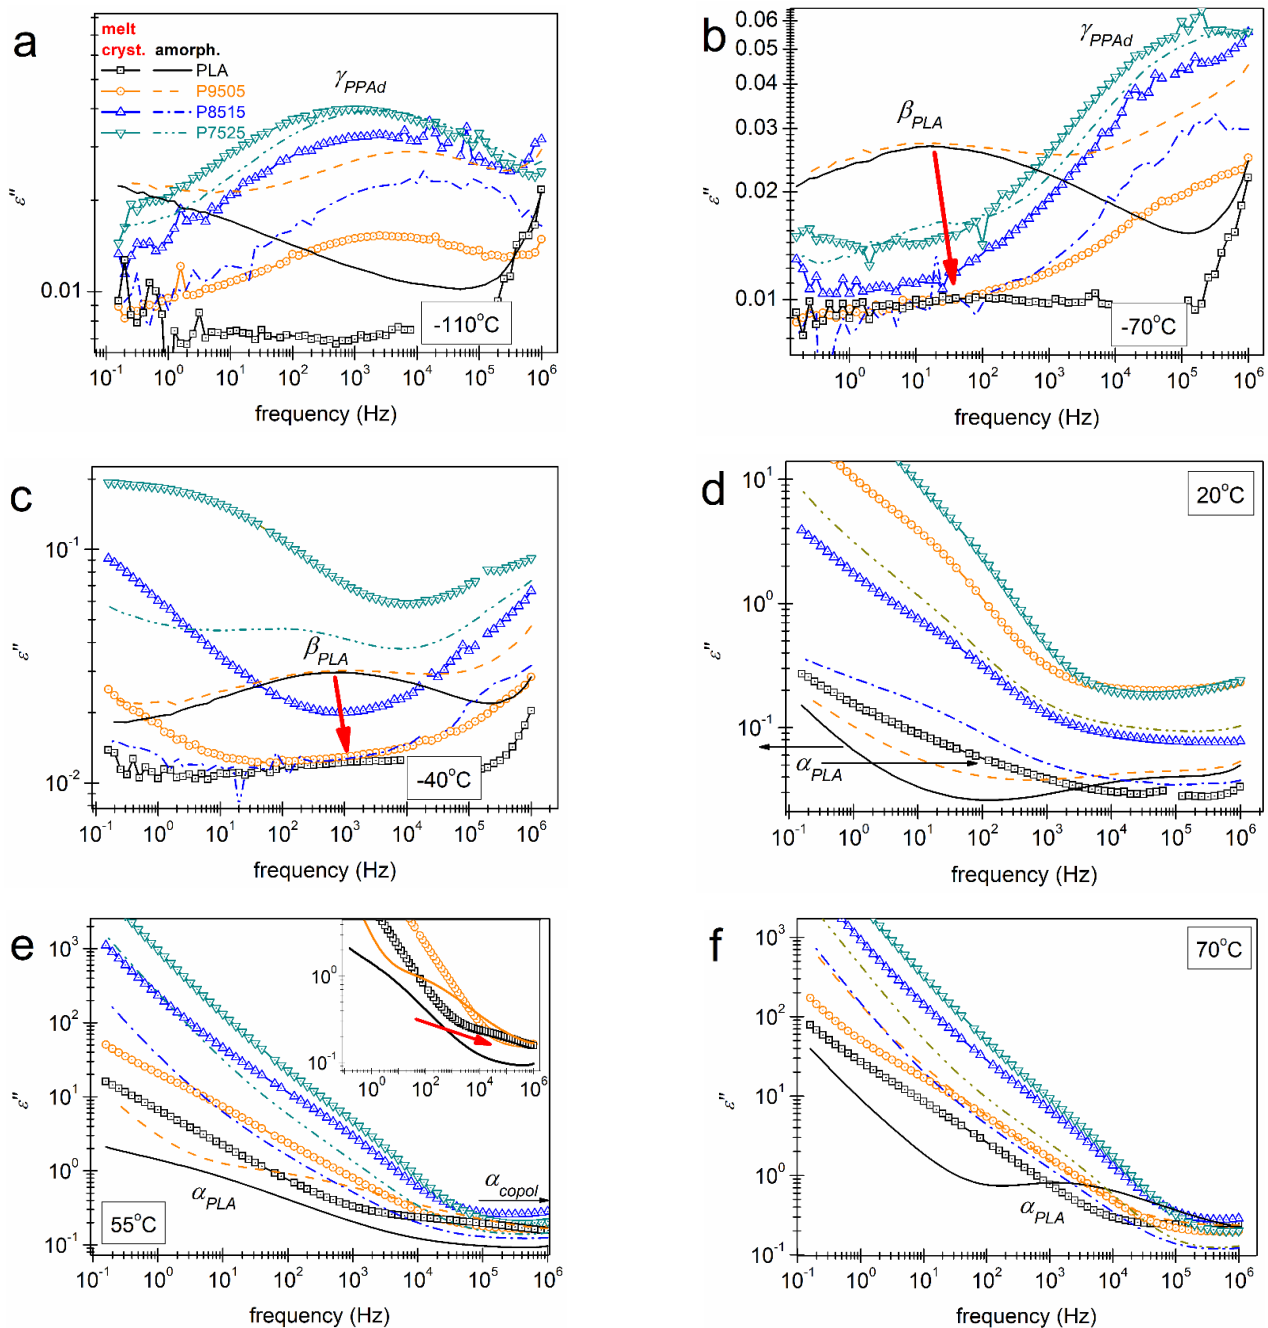 a
melt
cryst. amorph.
PLA
P9505
P8515
P7525
γPPAd
ε''
0.01
-110°C
10⁻¹ 10⁰ 10¹ 10² 10³ 10⁴ 10⁵ 10⁶
frequency (Hz)
b
0.06
0.05
0.04
0.03
0.02
0.01
γPPAd
βPLA
ε''
-70°C
10⁰ 10¹ 10² 10³ 10⁴ 10⁵ 10⁶
frequency (Hz)
c
10⁻¹
10⁻²
βPLA
ε''
-40°C
10⁻¹ 10⁰ 10¹ 10² 10³ 10⁴ 10⁵ 10⁶
frequency (Hz)
d
20°C
10¹
10⁰
10⁻¹
ε''
αPLA
10⁻¹ 10⁰ 10¹ 10² 10³ 10⁴ 10⁵ 10⁶
frequency (Hz)
e
10³
10²
10¹
10⁰
10⁻¹
ε''
10⁰
10⁻¹
10⁰ 10² 10⁴ 10⁶
αPLA
αcopol
55°C
10⁻¹ 10⁰ 10¹ 10² 10³ 10⁴ 10⁵ 10⁶
frequency (Hz)
f
70°C
10³
10²
10¹
10⁰
10⁻¹
ε''
αPLA
10⁻¹ 10⁰ 10¹ 10² 10³ 10⁴ 10⁵ 10⁶
frequency (Hz)